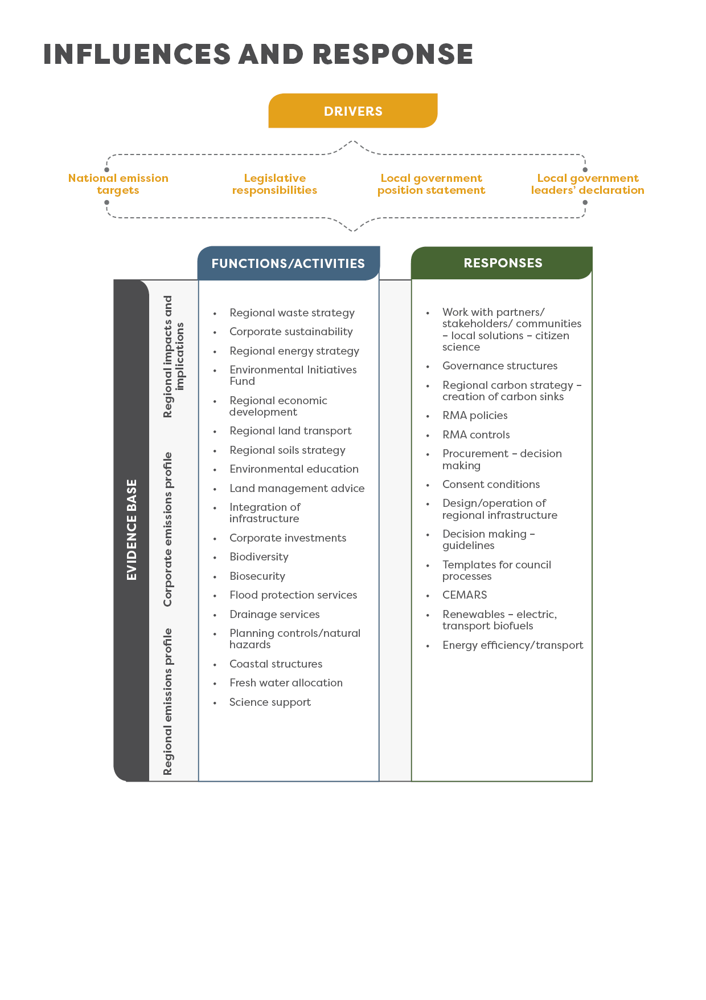 INFLUENCES AND RESPONSE
DRIVERS
National emission
targets
Legislative
responsibilities
Local government
position statement
Local government
leaders’ declaration
EVIDENCE BASE
Regional impacts and
implications
Corporate emissions profile
Regional emissions profile
FUNCTIONS/ACTIVITIES
• Regional waste strategy
• Corporate sustainability
• Regional energy strategy
• Environmental Initiatives
Fund
• Regional economic
development
• Regional land transport
• Regional soils strategy
• Environmental education
• Land management advice
• Integration of
infrastructure
• Corporate investments
• Biodiversity
• Biosecurity
• Flood protection services
• Drainage services
• Planning controls/natural
hazards
• Coastal structures
• Fresh water allocation
• Science support
RESPONSES
• Work with partners/
stakeholders/ communities
– local solutions – citizen
science
• Governance structures
• Regional carbon strategy –
creation of carbon sinks
• RMA policies
• RMA controls
• Procurement – decision
making
• Consent conditions
• Design/operation of
regional infrastructure
• Decision making –
guidelines
• Templates for council
processes
• CEMARS
• Renewables – electric,
transport biofuels
• Energy efficiency/transport